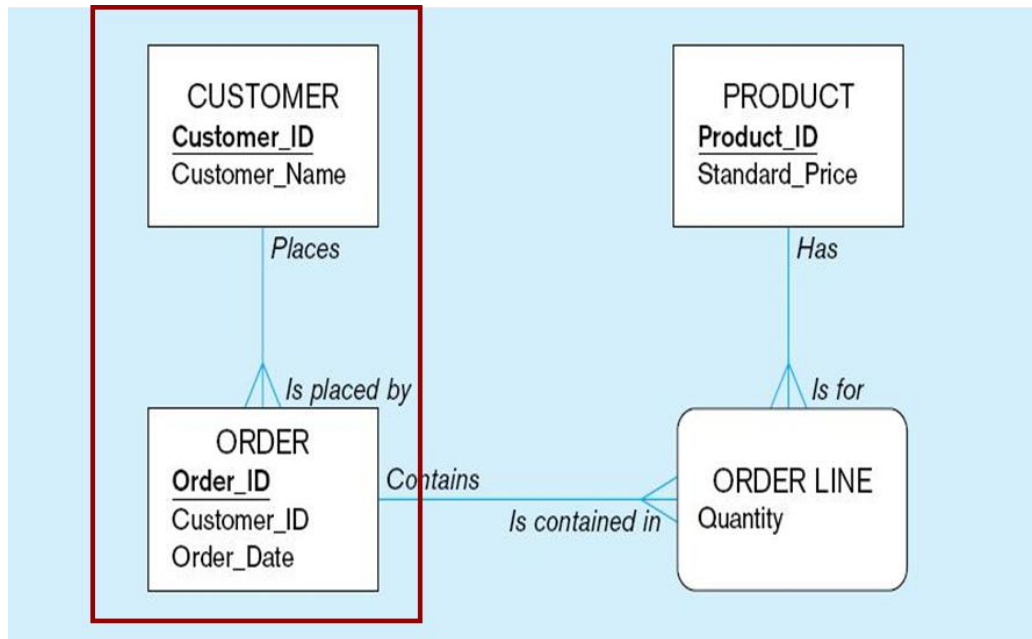 CUSTOMER
Customer_ID
Customer_Name
Places
Is placed by
ORDER
Order_ID
Customer_ID
Order_Date
Contains
Is contained in
PRODUCT
Product_ID
Standard_Price
Has
Is for
ORDER LINE
Quantity